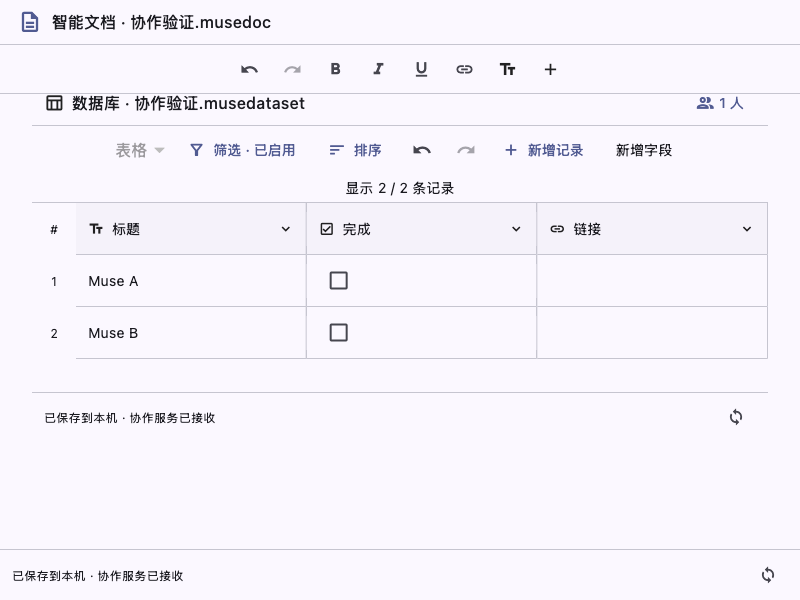 智能文档 · 协作验证.musedoc
B I U Tт
数据库 · 协作验证.musedataset 1 人
表格 筛选 · 已启用 排序 新增记录 新增字段
显示 2 / 2 条记录
# Tт 标题 完成 链接
1 Muse A
2 Muse B
已保存到本机 · 协作服务已接收
已保存到本机 · 协作服务已接收